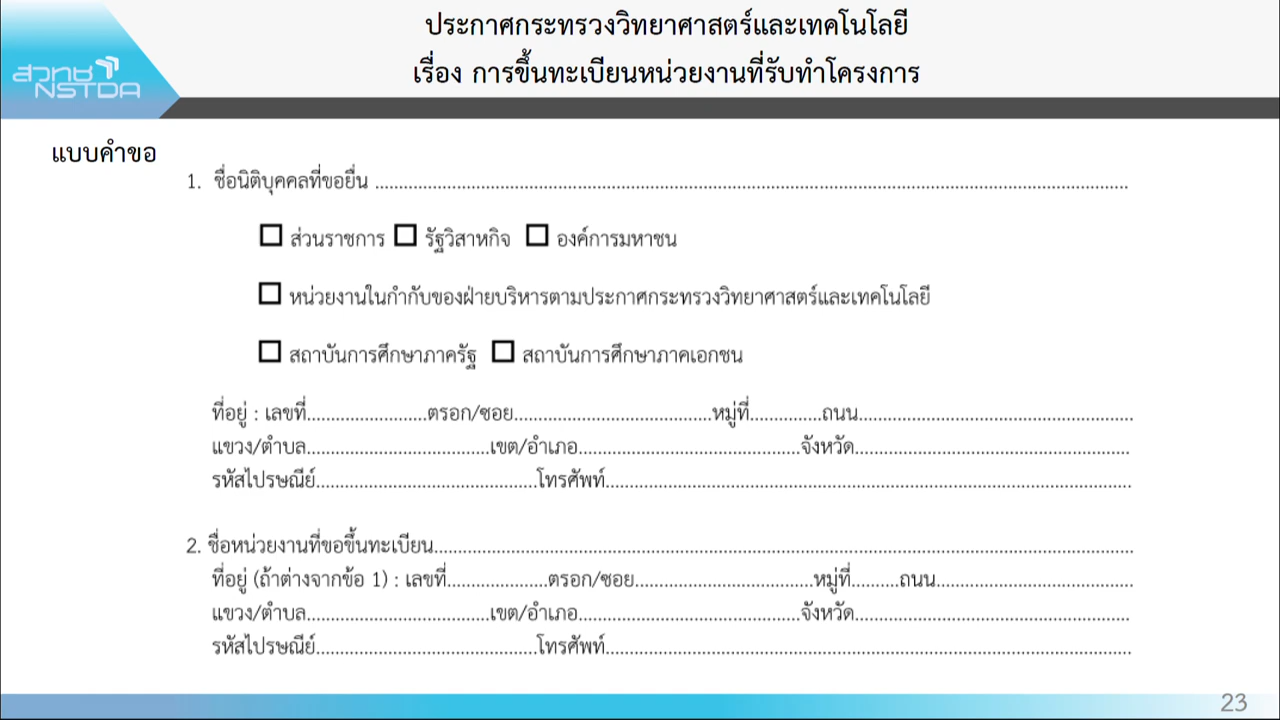 ประกาศกระทรวงวิทยาศาสตร์และเทคโนโลยี
เรื่อง การขึ้นทะเบียนหน่วยงานที่รับทำโครงการ
สวทช
NSTDA
แบบคำขอ
1. ชื่อนิติบุคคลที่ขอยื่น ........................................................................
☐ ส่วนราชการ ☐ รัฐวิสาหกิจ ☐ องค์การมหาชน
☐ หน่วยงานในกำกับของฝ่ายบริหารตามประกาศกระทรวงวิทยาศาสตร์และเทคโนโลยี
☐ สถาบันการศึกษาภาครัฐ ☐ สถาบันการศึกษาภาคเอกชน
ที่อยู่ : เลขที่........................ตรอก/ซอย........................................หมู่ที่..............ถนน........................................................
แขวง/ตำบล.....................................เขต/อำเภอ.............................................จังหวัด........................................................
รหัสไปรษณีย์.............................................โทรศัพท์........................................................................
2. ชื่อหน่วยงานที่ขอขึ้นทะเบียน........................................................................
ที่อยู่ (ถ้าต่างจากข้อ 1) : เลขที่....................ตรอก/ซอย....................................หมู่ที่..........ถนน........................................
แขวง/ตำบล.....................................เขต/อำเภอ.............................................จังหวัด........................................................
รหัสไปรษณีย์.............................................โทรศัพท์........................................................................
23